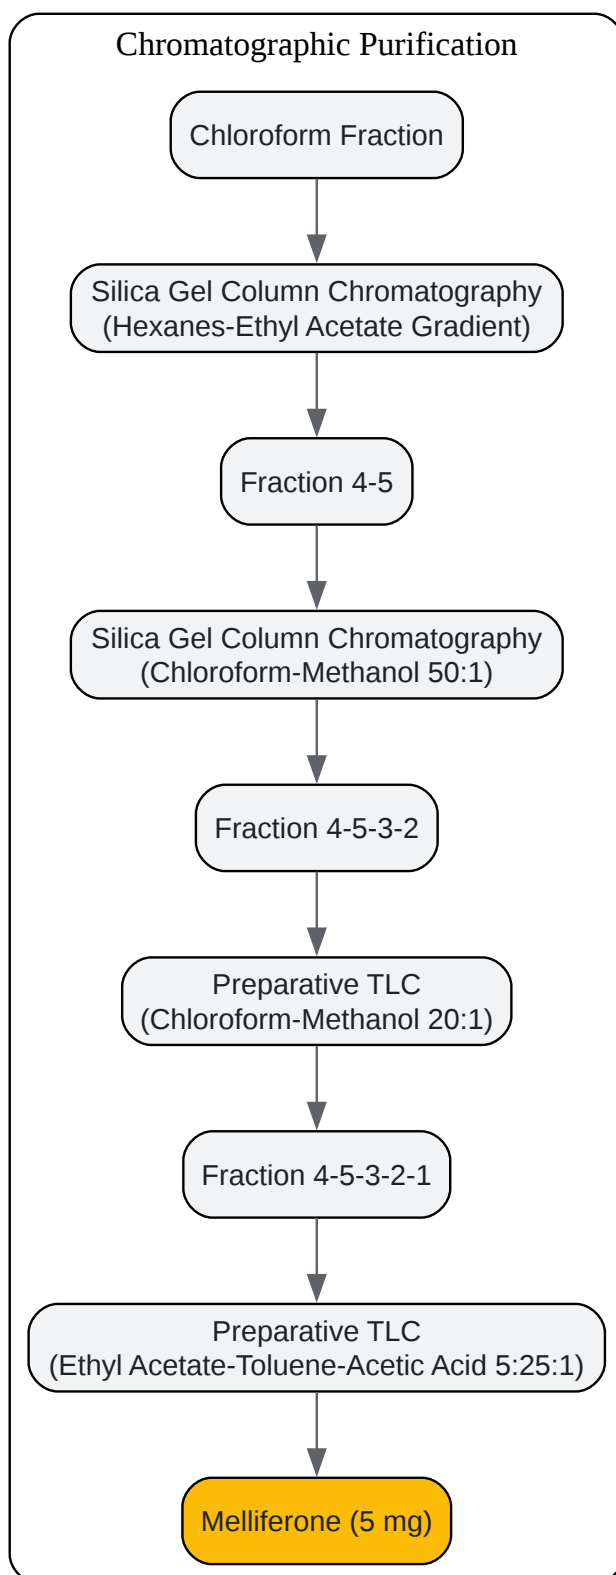 Chromatographic Purification
Chloroform Fraction
Silica Gel Column Chromatography
(Hexanes-Ethyl Acetate Gradient)
Fraction 4-5
Silica Gel Column Chromatography
(Chloroform-Methanol 50:1)
Fraction 4-5-3-2
Preparative TLC
(Chloroform-Methanol 20:1)
Fraction 4-5-3-2-1
Preparative TLC
(Ethyl Acetate-Toluene-Acetic Acid 5:25:1)
Melliferone (5 mg)